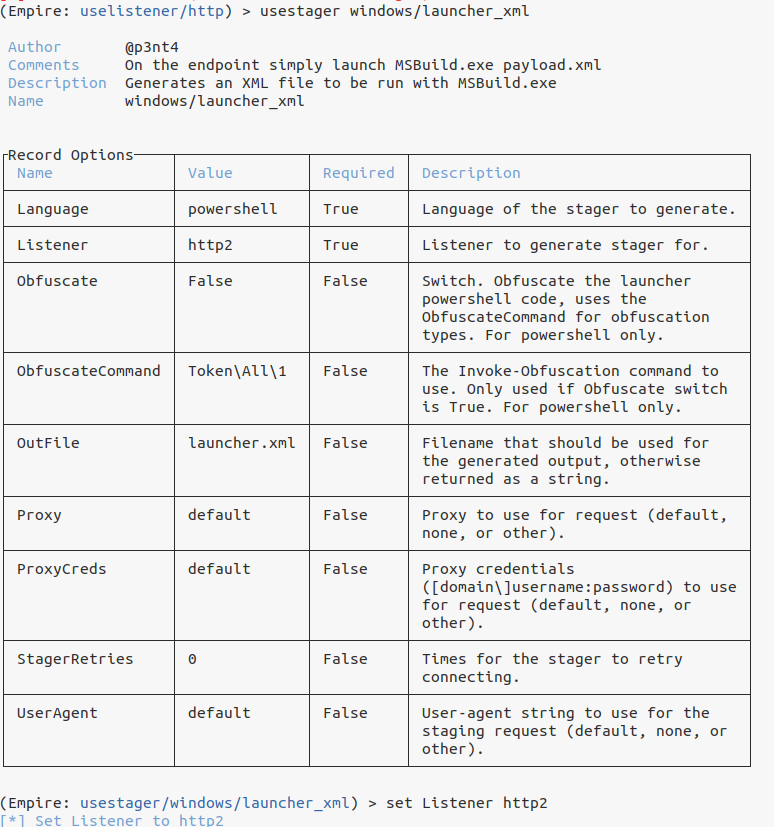 (Empire: uselistener/http) > usestager windows/launcher_xml
Author @p3nt4
Comments On the endpoint simply launch MSBuild.exe payload.xml
Description Generates an XML file to be run with MSBuild.exe
Name windows/launcher_xml
Record Options
Name Value Required Description
Language powershell True Language of the stager to generate.
Listener http2 True Listener to generate stager for.
Obfuscate False False Switch. Obfuscate the launcher
powershell code, uses the
ObfuscateCommand for obfuscation
types. For powershell only.
ObfuscateCommand Token\All\1 False The Invoke-Obfuscation command to
use. Only used if Obfuscate switch
is True. For powershell only.
OutFile launcher.xml False Filename that should be used for
the generated output, otherwise
returned as a string.
Proxy default False Proxy to use for request (default,
none, or other).
ProxyCreds default False Proxy credentials
([domain\]username:password) to use
for request (default, none, or
other).
StagerRetries 0 False Times for the stager to retry
connecting.
UserAgent default False User-agent string to use for the
staging request (default, none, or
other).
(Empire: usestager/windows/launcher_xml) > set Listener http2
[*] Set Listener to http2